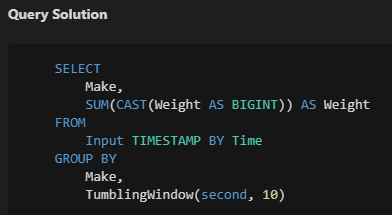 Query Solution
SELECT
Make,
SUM(CAST(Weight AS BIGINT)) AS Weight
FROM
Input TIMESTAMP BY Time
GROUP BY
Make,
TumblingWindow(second, 10)